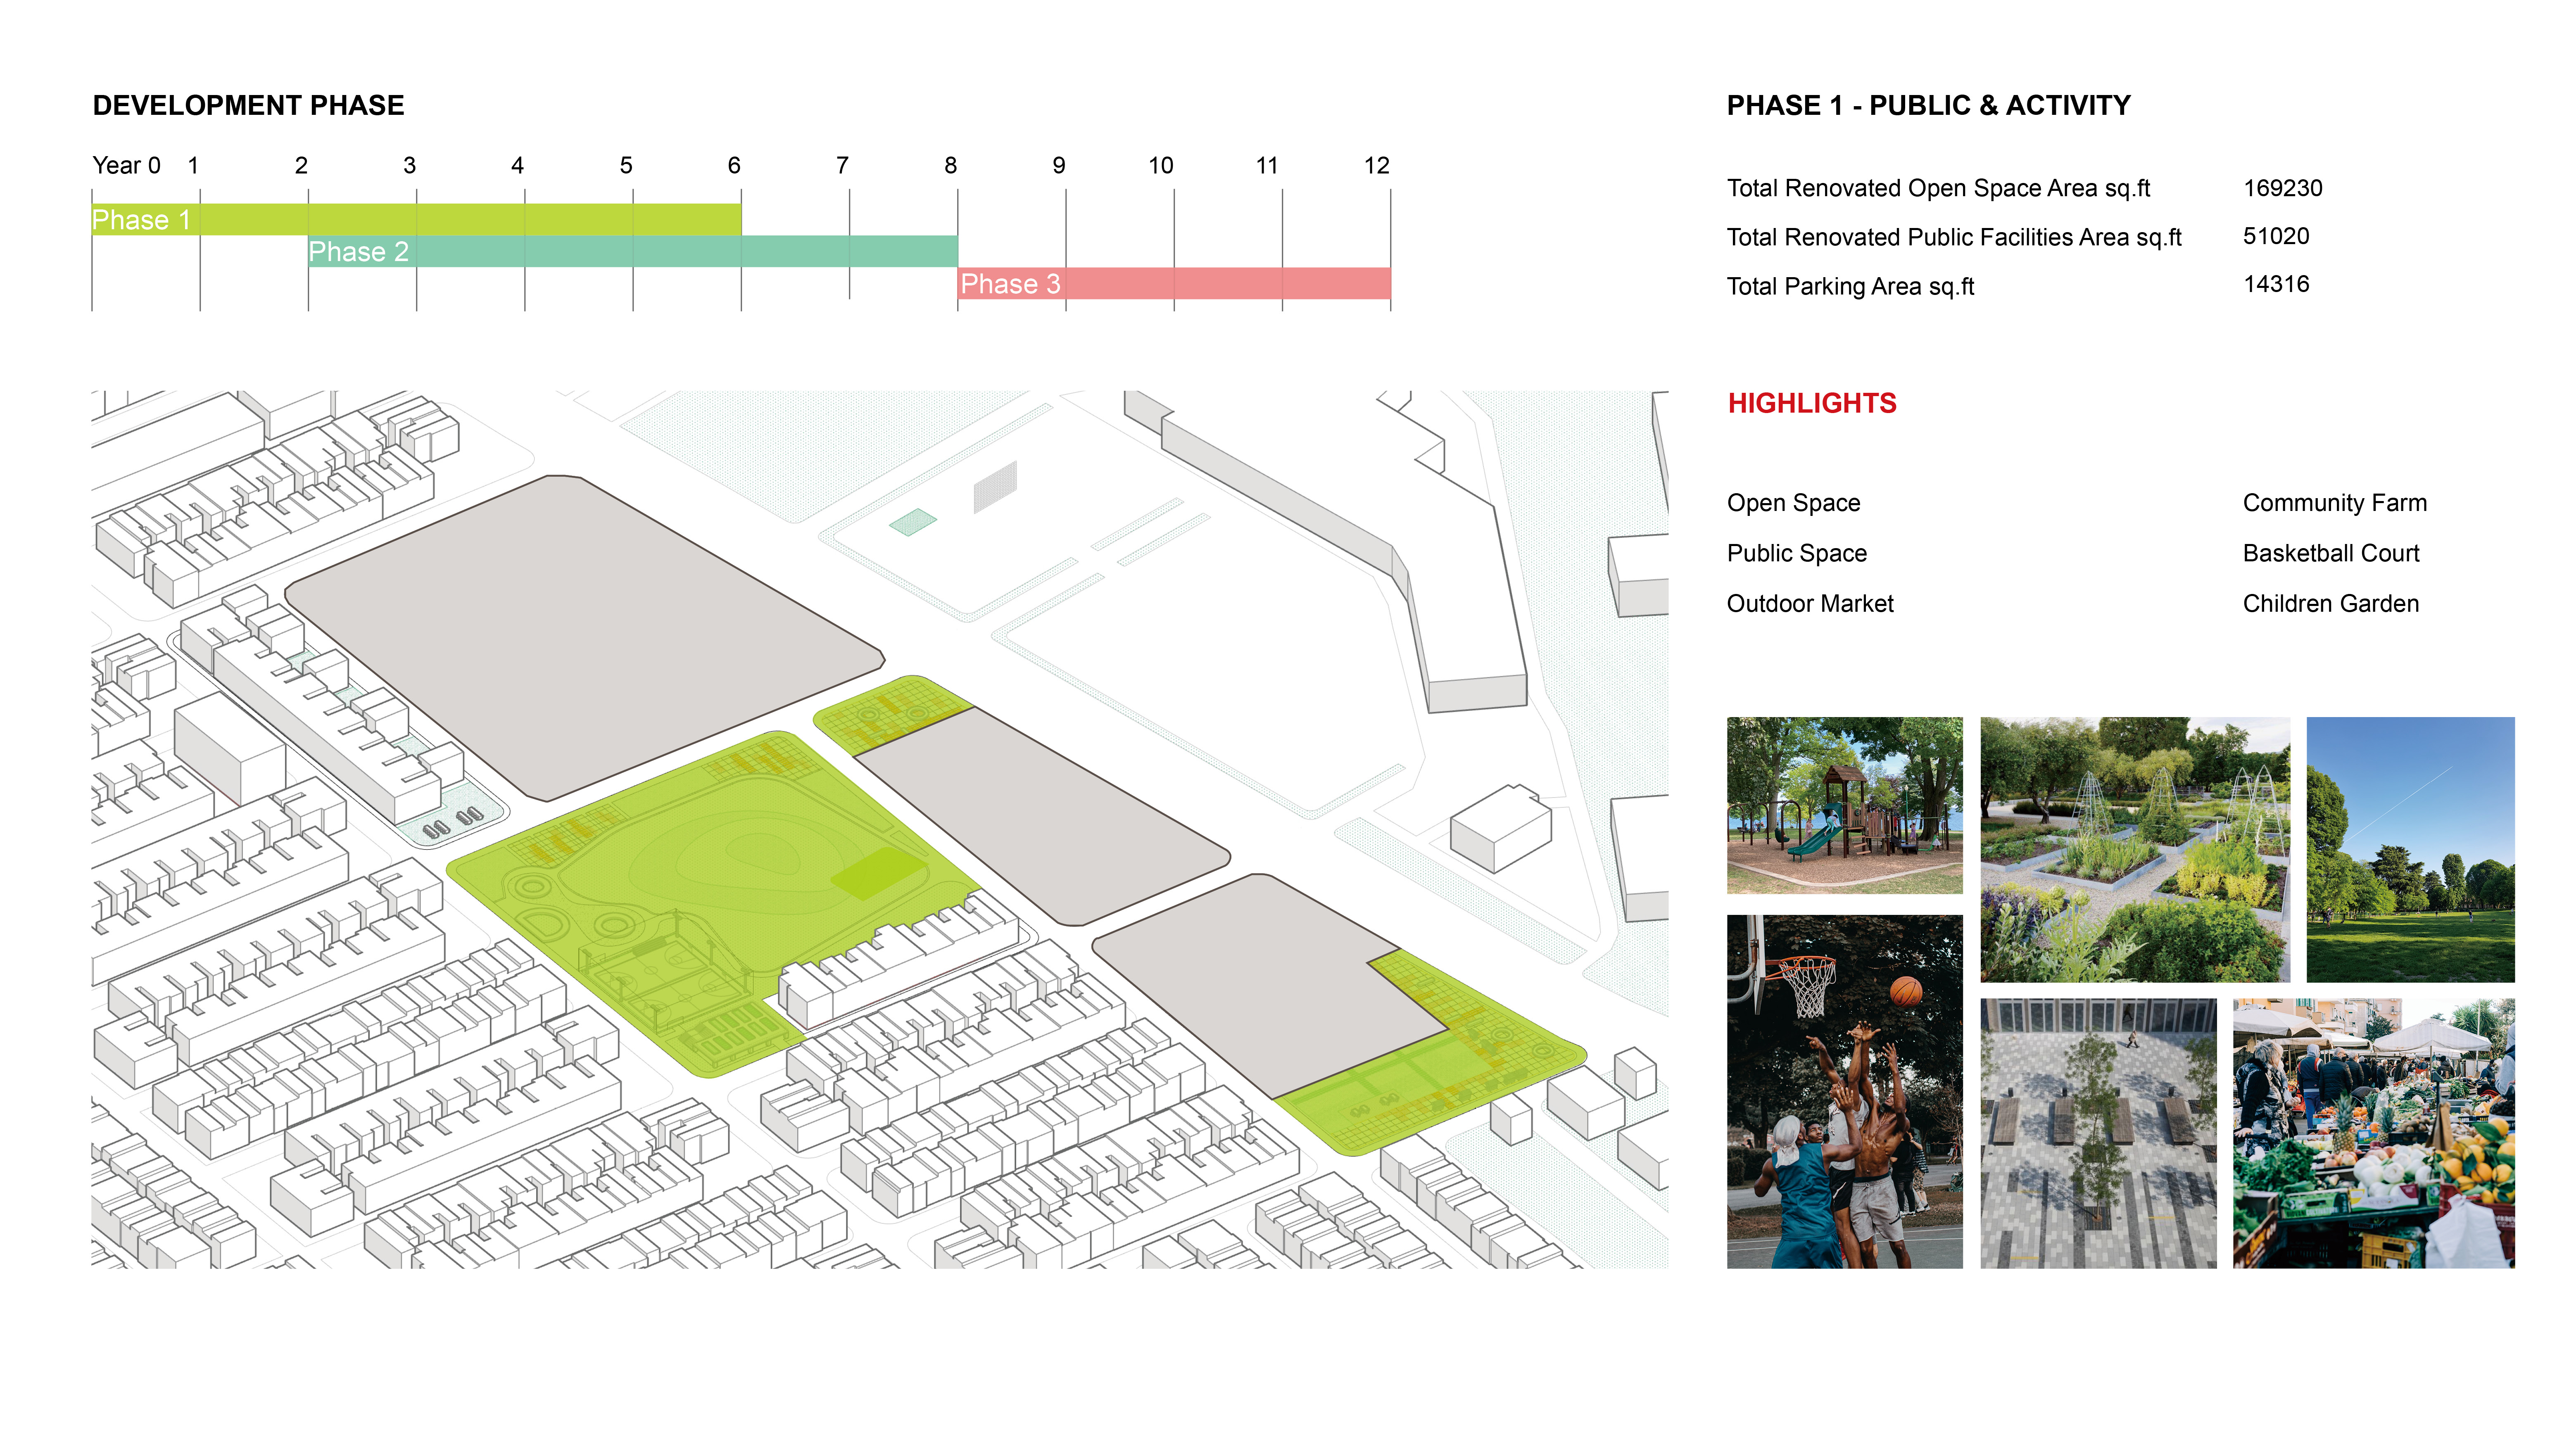 DEVELOPMENT PHASE
Year 0 1 2 3 4 5 6 7 8 9 10 11 12
Phase 1
Phase 2
Phase 3
PHASE 1 - PUBLIC & ACTIVITY
Total Renovated Open Space Area sq.ft 169230
Total Renovated Public Facilities Area sq.ft 51020
Total Parking Area sq.ft 14316
HIGHLIGHTS
Open Space Community Farm
Public Space Basketball Court
Outdoor Market Children Garden